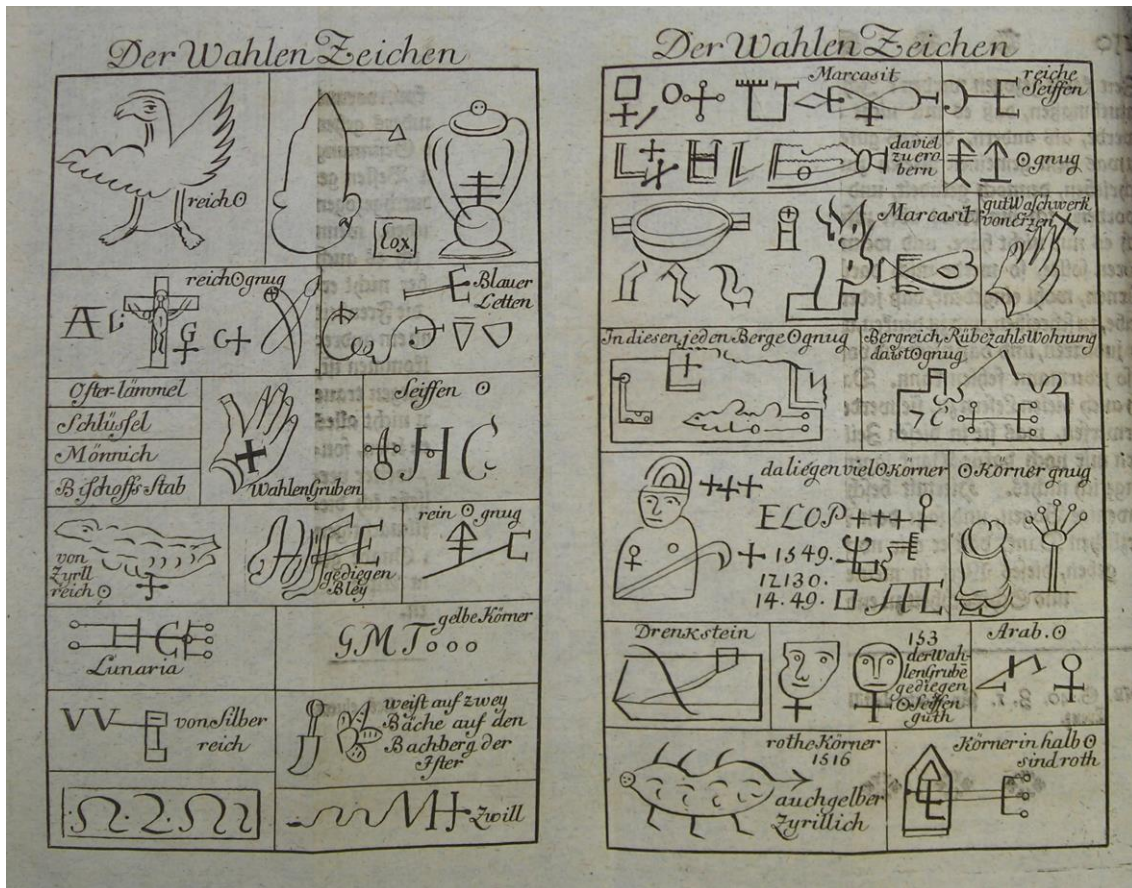 Der Wahlen Zeichen
reich☉
Lox.
reich☉gnug
Blauer
Letten
Æ
G
G
Oster-lämmel
Schlüssel
Mönnich
Bischoffs Stab
Wahlen Gruben
Seiffen ☉
H C
von
Zyrll
reich ☉
gediegen
Bley
rein ☉ gnug
Lunaria
gelbe Körner
G M T o o o
VV
von Silber
reich
weist auf zweÿ
Bäche auf den
Bachberg der
Ister
Zwill
Der Wahlen Zeichen
Marcasit
reiche
Seiffen
da viel
zu ero
bern
☉ gnug
Marcasit
gut Waschwerk
von erzen
In diesen jeden Berge ☉ gnug
Bergreich, Rübezahls Wohnung
da ist ☉ gnug
da liegen viel ☉ Körner
+++
ELOP++++
+ 1549.
12130.
14.49.
☉ Körner gnug
Drenkstein
153
der Wah-
len Grube
gediegen
☉ Seiffen
guth
Arab. ☉
rothe Körner
1516
auch gelber
Zyrillich
Körner in halb ☉
sind roth